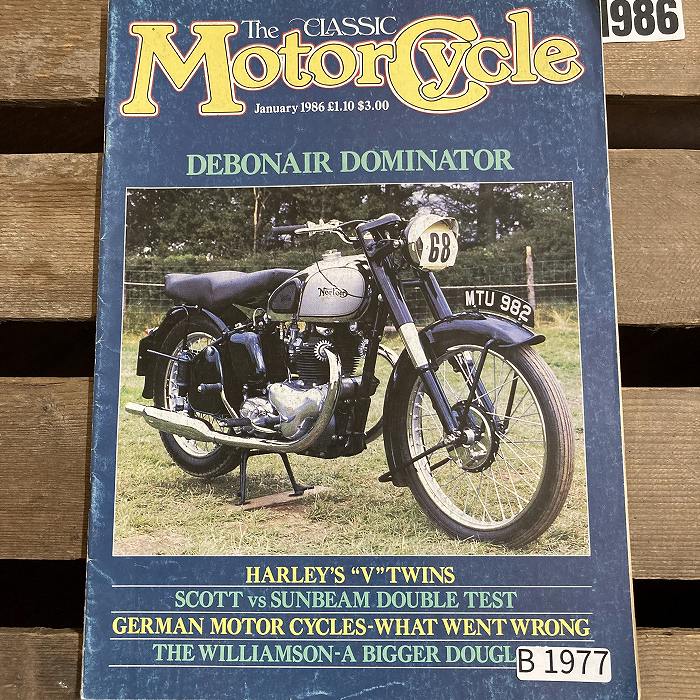 1986
The CLASSIC
MotorCycle
January 1986 £1.10 $3.00
DEBONAIR DOMINATOR
68
Norton
MTU 982
HARLEY'S "V" TWINS
SCOTT vs SUNBEAM DOUBLE TEST
GERMAN MOTOR CYCLES-WHAT WENT WRONG
THE WILLIAMSON-A BIGGER DOUGL
B 1977